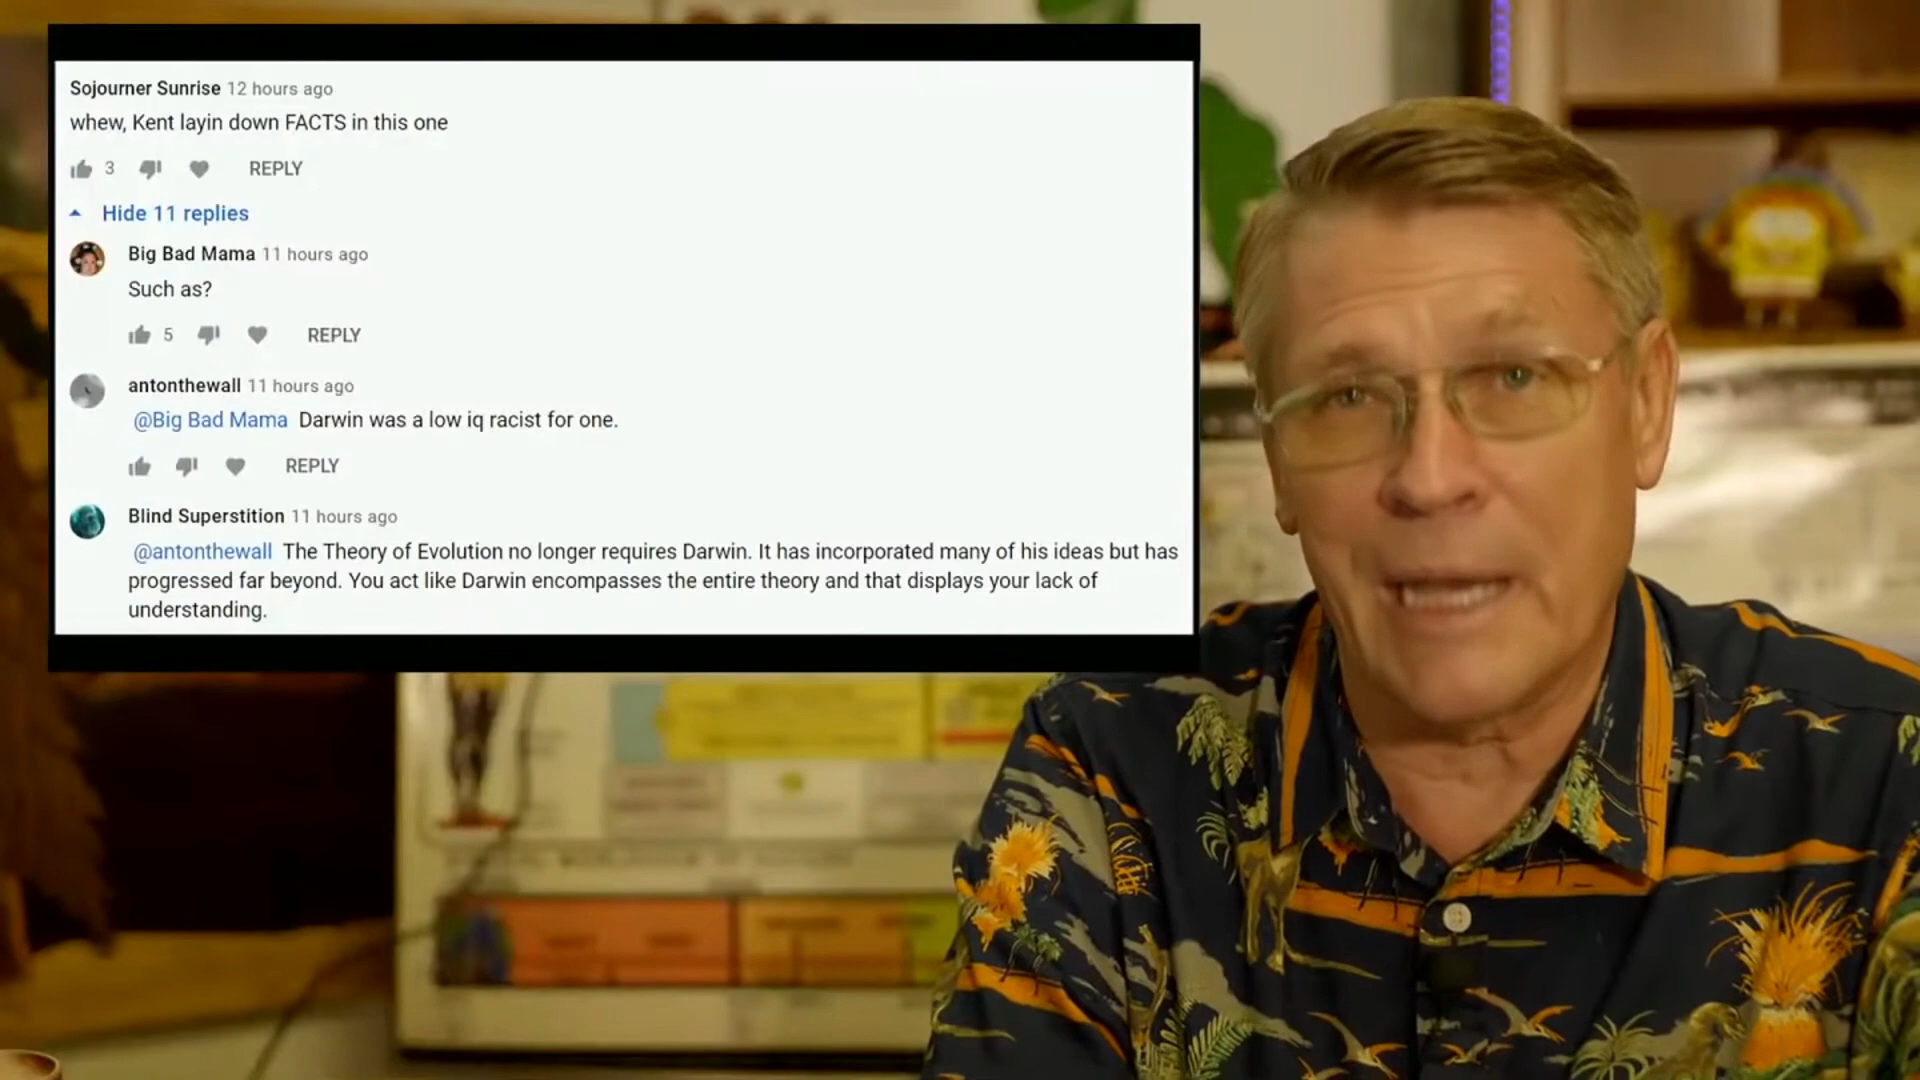 Sojourner Sunrise 12 hours ago
whew, Kent layin down FACTS in this one
3 REPLY
Hide 11 replies
Big Bad Mama 11 hours ago
Such as?
5 REPLY
antonthewall 11 hours ago
@Big Bad Mama Darwin was a low iq racist for one.
REPLY
Blind Superstition 11 hours ago
@antonthewall The Theory of Evolution no longer requires Darwin. It has incorporated many of his ideas but has
progressed far beyond. You act like Darwin encompasses the entire theory and that displays your lack of
understanding.